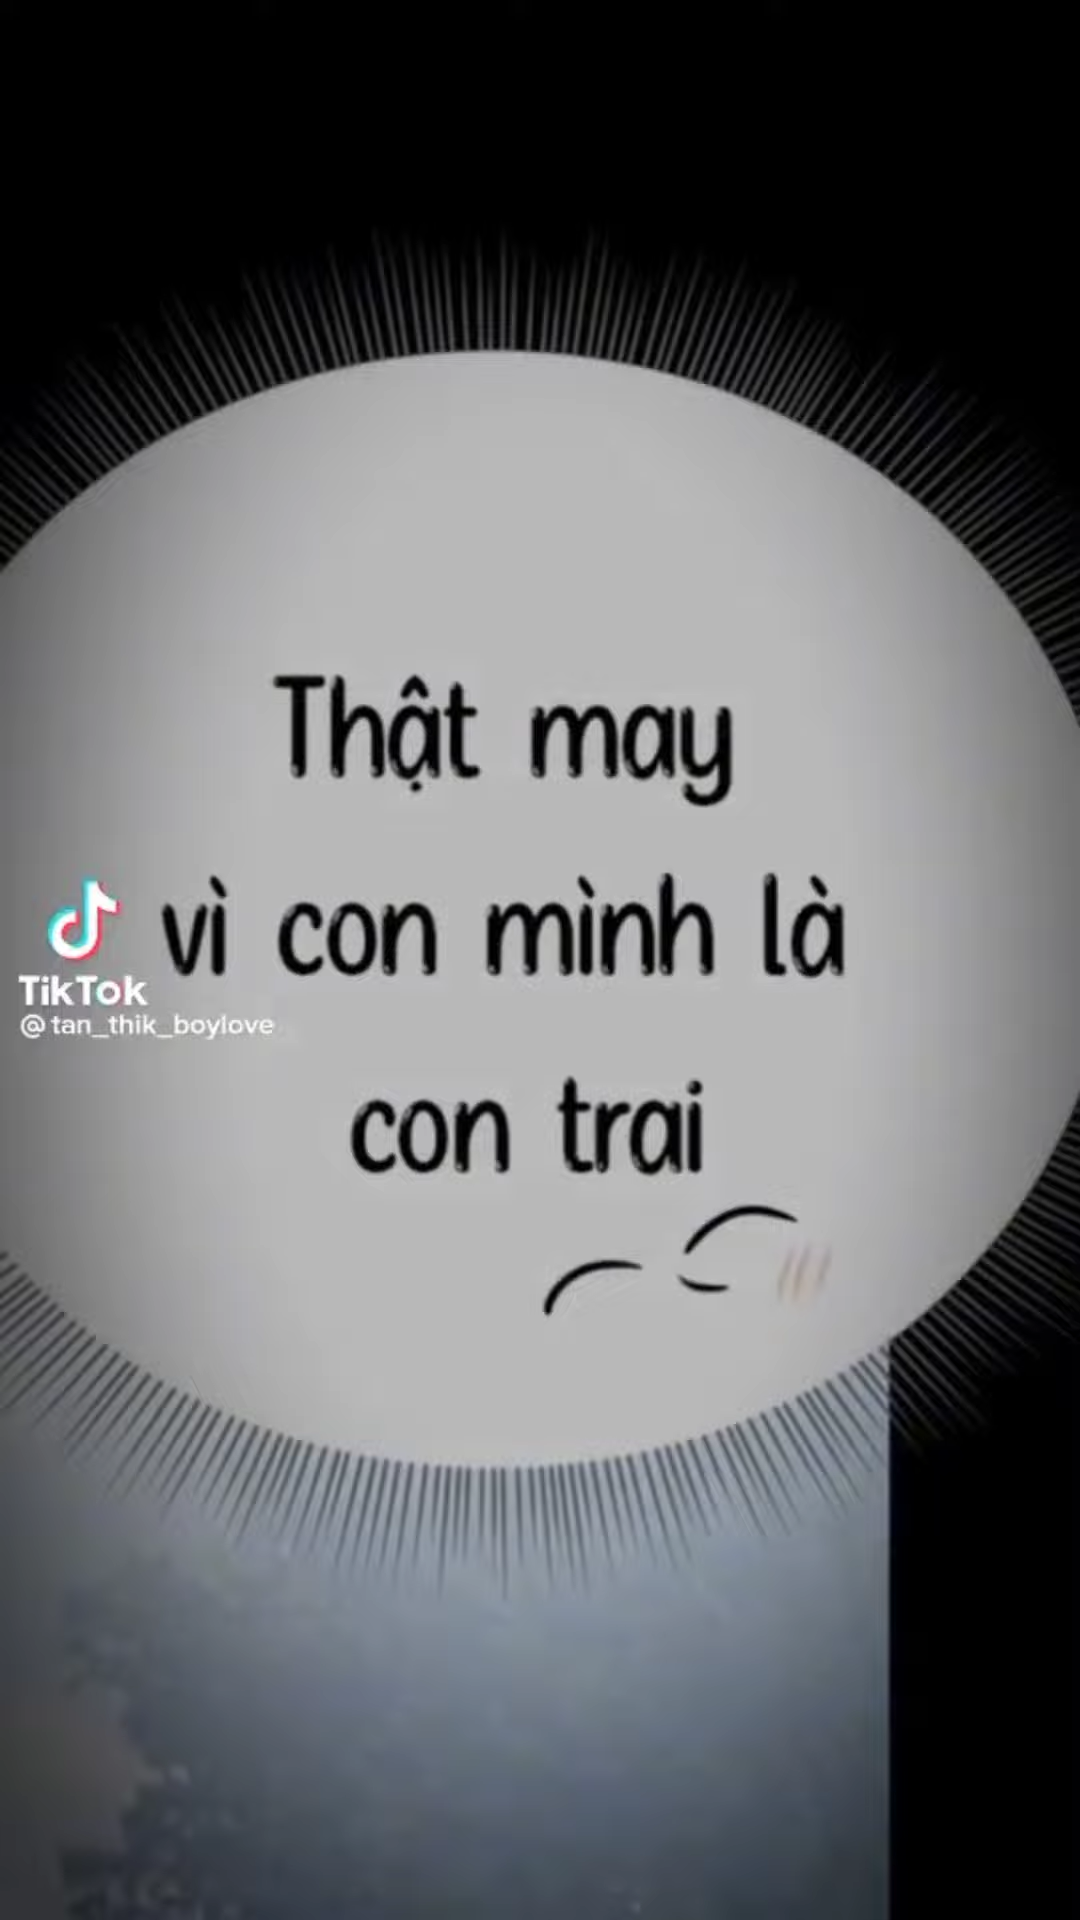 Thật may
vì con mình là
con trai
TikTok
@tan_thik_boylove